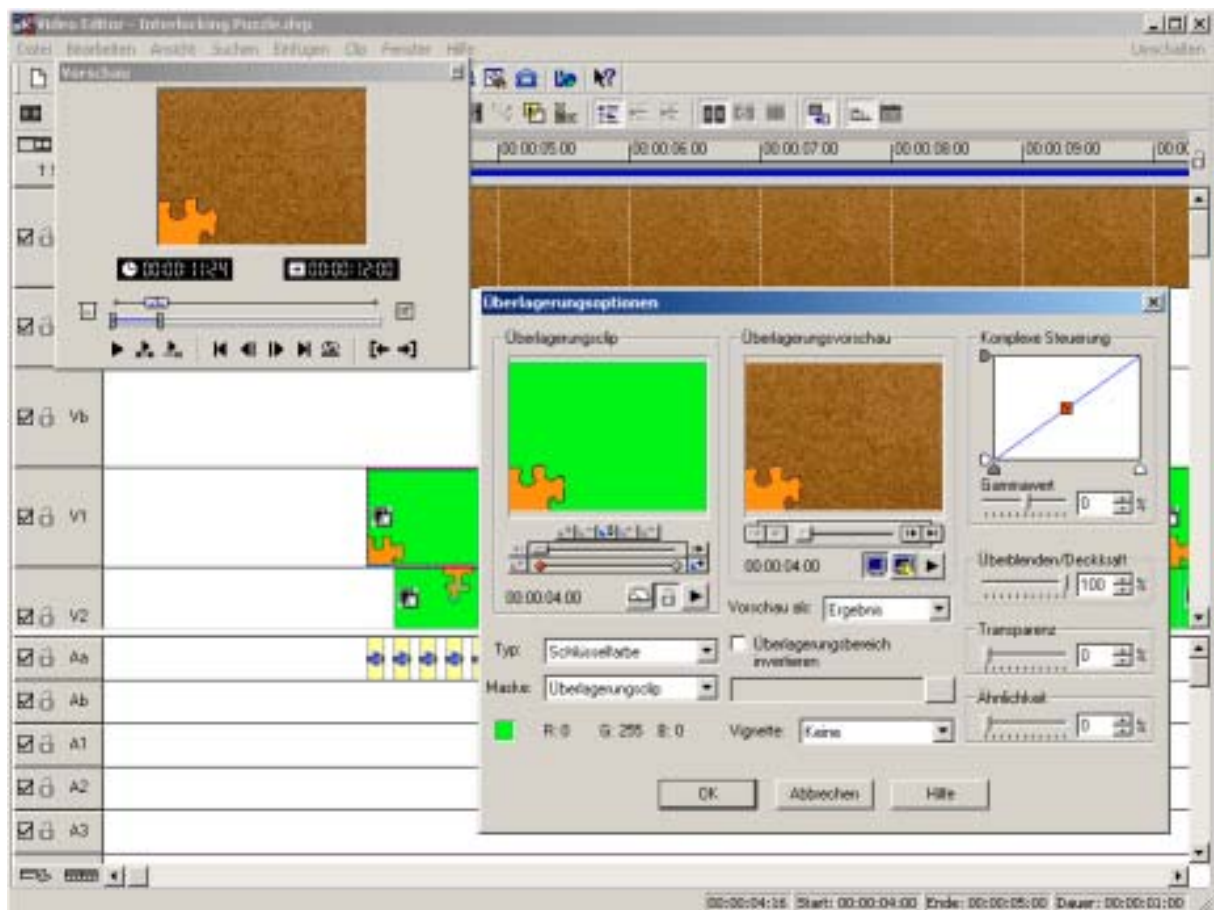 Video Editor - Interlocking Puzzle.dvp
Datei Bearbeiten Ansicht Suchen Einfügen Clip Fenster Hilfe Umschalten
Vorschau
00:00:11:24 00:00:12:00
00:00:05:00 00:00:06:00 00:00:07:00 00:00:08:00 00:00:09:00
Vb
V1
V2
Aa
Ab
A1
A2
A3
Überlagerungsoptionen
Überlagerungsclip
Überlagerungsvorschau
Komplexe Steuerung
Gammawert
0 %
00:00:04:00
00:00:04:00
Überblenden/Deckkraft
100 %
Vorschau als: Ergebnis
Transparenz
0 %
Typ: Schlüsselfarbe
Überlagerungsbereich invertieren
Maske: Überlagerungsclip
Ähnlichkeit
0 %
R: 0 G: 255 B: 0
Vignette: Keine
OK Abbrechen Hilfe
00:00:04:16 Start: 00:00:04:00 Ende: 00:00:05:00 Dauer: 00:00:01:00